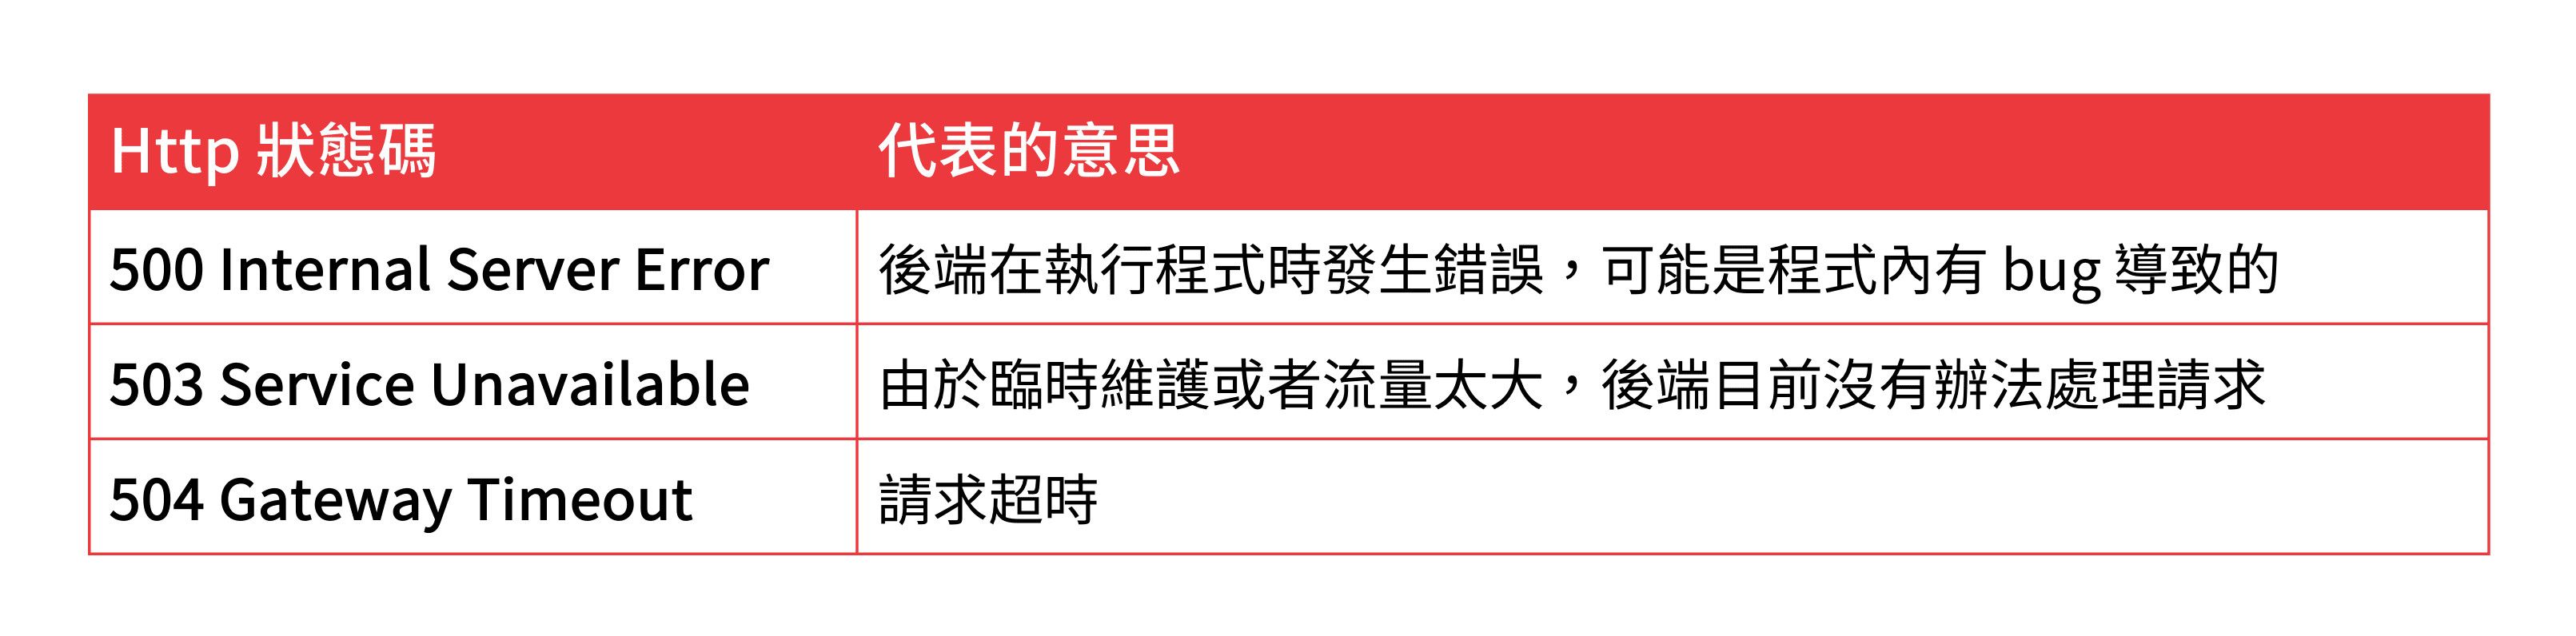 Http 狀態碼 代表的意思
500 Internal Server Error 後端在執行程式時發生錯誤，可能是程式內有 bug 導致的
503 Service Unavailable 由於臨時維護或者流量太大，後端目前沒有辦法處理請求
504 Gateway Timeout 請求超時